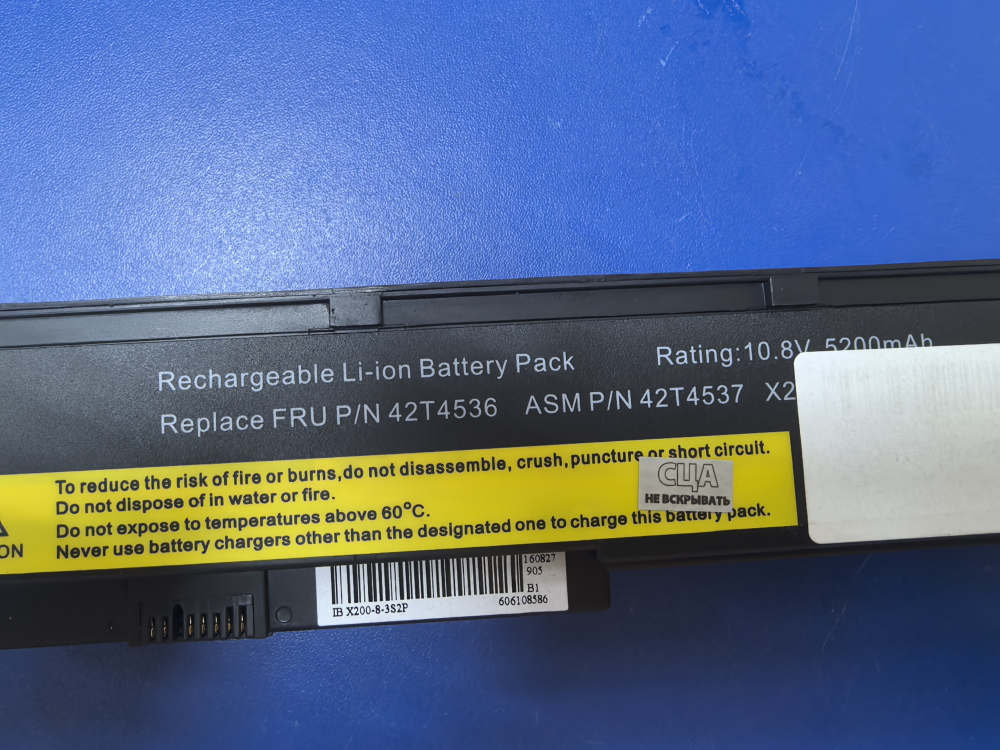 Rechargeable Li-ion Battery Pack Rating:10.8V 5200mAh
Replace FRU P/N 42T4536 ASM P/N 42T4537 X2
To reduce the risk of fire or burns,do not disassemble, crush,puncture or short circuit.
Do not dispose of in water or fire.
Do not expose to temperatures above 60°C.
Never use battery chargers other than the designated one to charge this battery pack.
СЦА
НЕ ВСКРЫВАТЬ
ION
160827
905
B1
IB X200-8-3S2P 606108586